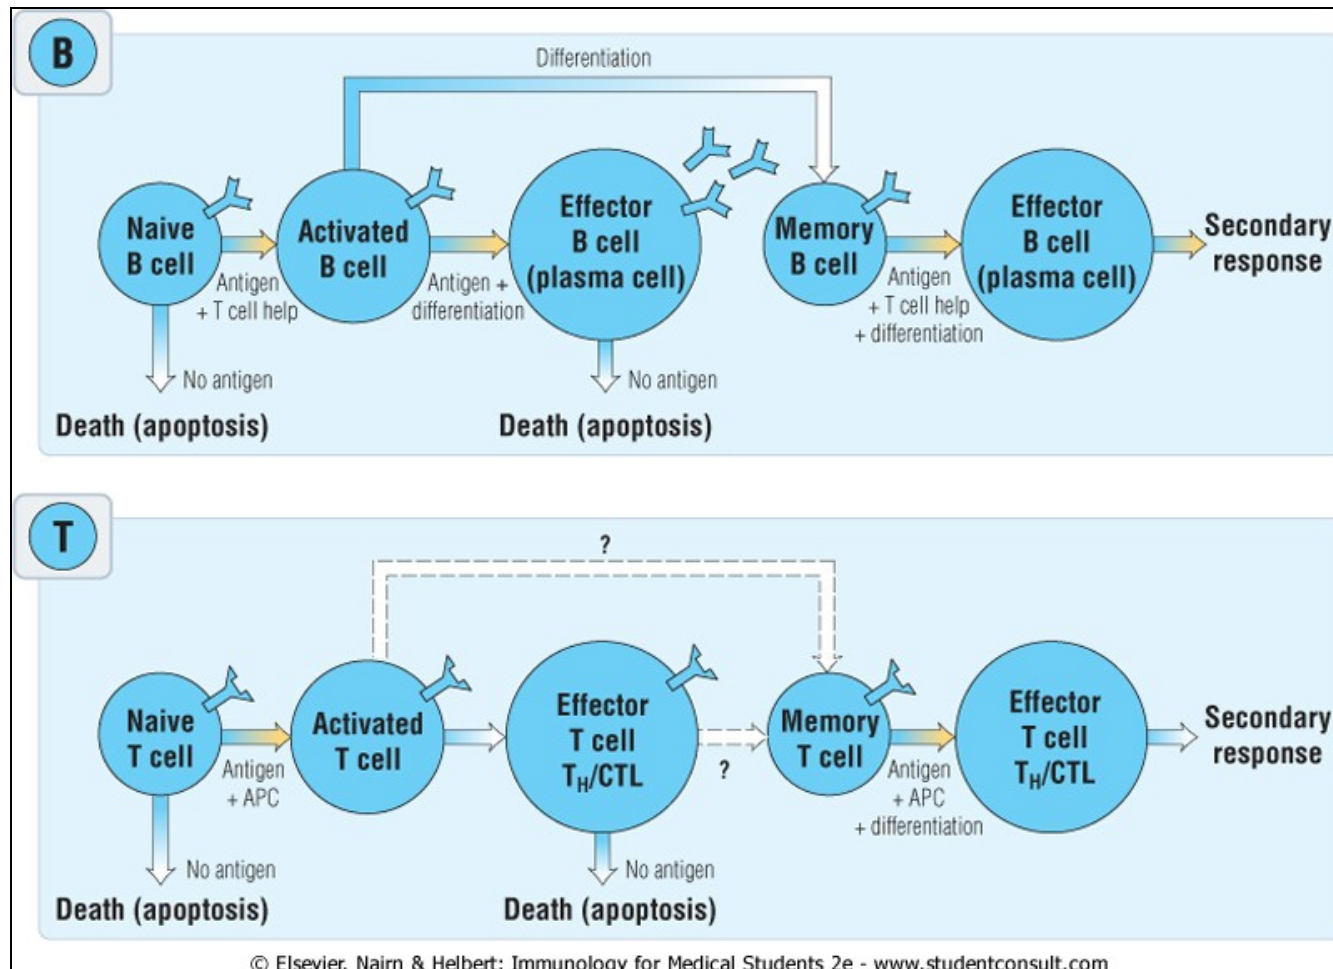 B
Differentiation
Naive
B cell
Antigen
+ T cell help
Activated
B cell
Antigen +
differentiation
Effector
B cell
(plasma cell)
Memory
B cell
Antigen
+ T cell help
+ differentiation
Effector
B cell
(plasma cell)
Secondary
response
No antigen
Death (apoptosis)
No antigen
Death (apoptosis)
T
?
Naive
T cell
Antigen
+ APC
Activated
T cell
Effector
T cell
TH/CTL
?
Memory
T cell
Antigen
+ APC
+ differentiation
Effector
T cell
TH/CTL
Secondary
response
No antigen
Death (apoptosis)
No antigen
Death (apoptosis)
© Elsevier. Nairn & Helbert: Immunology for Medical Students 2e - www.studentconsult.com